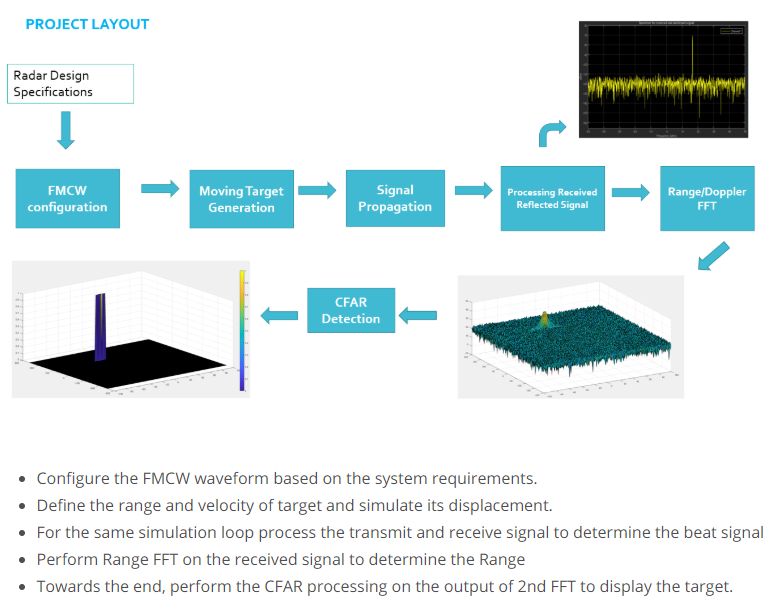 PROJECT LAYOUT
Radar Design
Specifications
FMCW
configuration
Moving Target
Generation
Signal
Propagation
Processing Received
Reflected Signal
Range/Doppler
FFT
CFAR
Detection
• Configure the FMCW waveform based on the system requirements.
• Define the range and velocity of target and simulate its displacement.
• For the same simulation loop process the transmit and receive signal to determine the beat signal
• Perform Range FFT on the received signal to determine the Range
• Towards the end, perform the CFAR processing on the output of 2nd FFT to display the target.